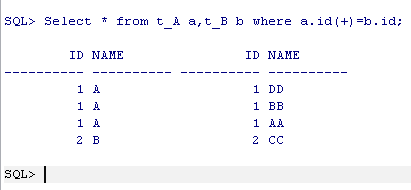 SQL> Select * from t_A a,t_B b where a.id(+)=b.id;
ID NAME ID NAME
---------- ---------- ---------- ----------
1 A 1 DD
1 A 1 BB
1 A 1 AA
2 B 2 CC
SQL>